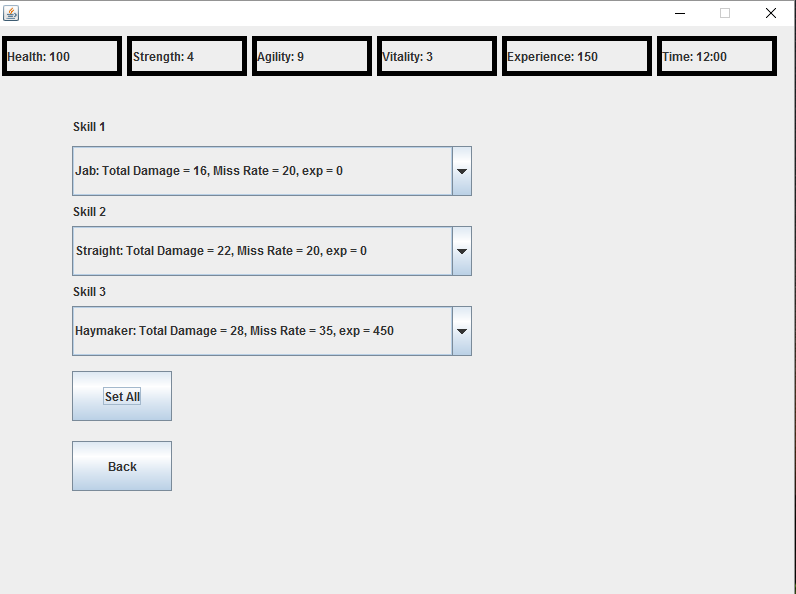 Health: 100 Strength: 4 Agility: 9 Vitality: 3 Experience: 150 Time: 12:00
Skill 1
Jab: Total Damage = 16, Miss Rate = 20, exp = 0
Skill 2
Straight: Total Damage = 22, Miss Rate = 20, exp = 0
Skill 3
Haymaker: Total Damage = 28, Miss Rate = 35, exp = 450
Set All
Back